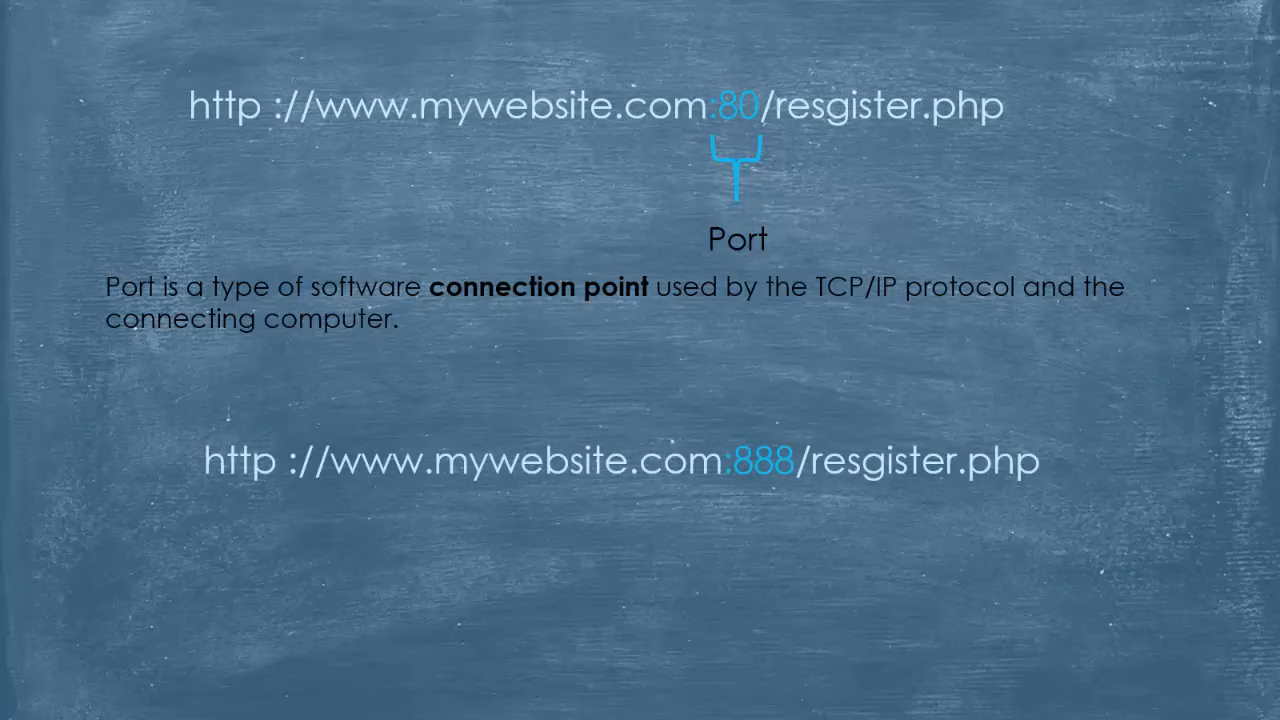 http ://www.mywebsite.com:80/resgister.php
Port
Port is a type of software connection point used by the TCP/IP protocol and the
connecting computer.
http ://www.mywebsite.com:888/resgister.php